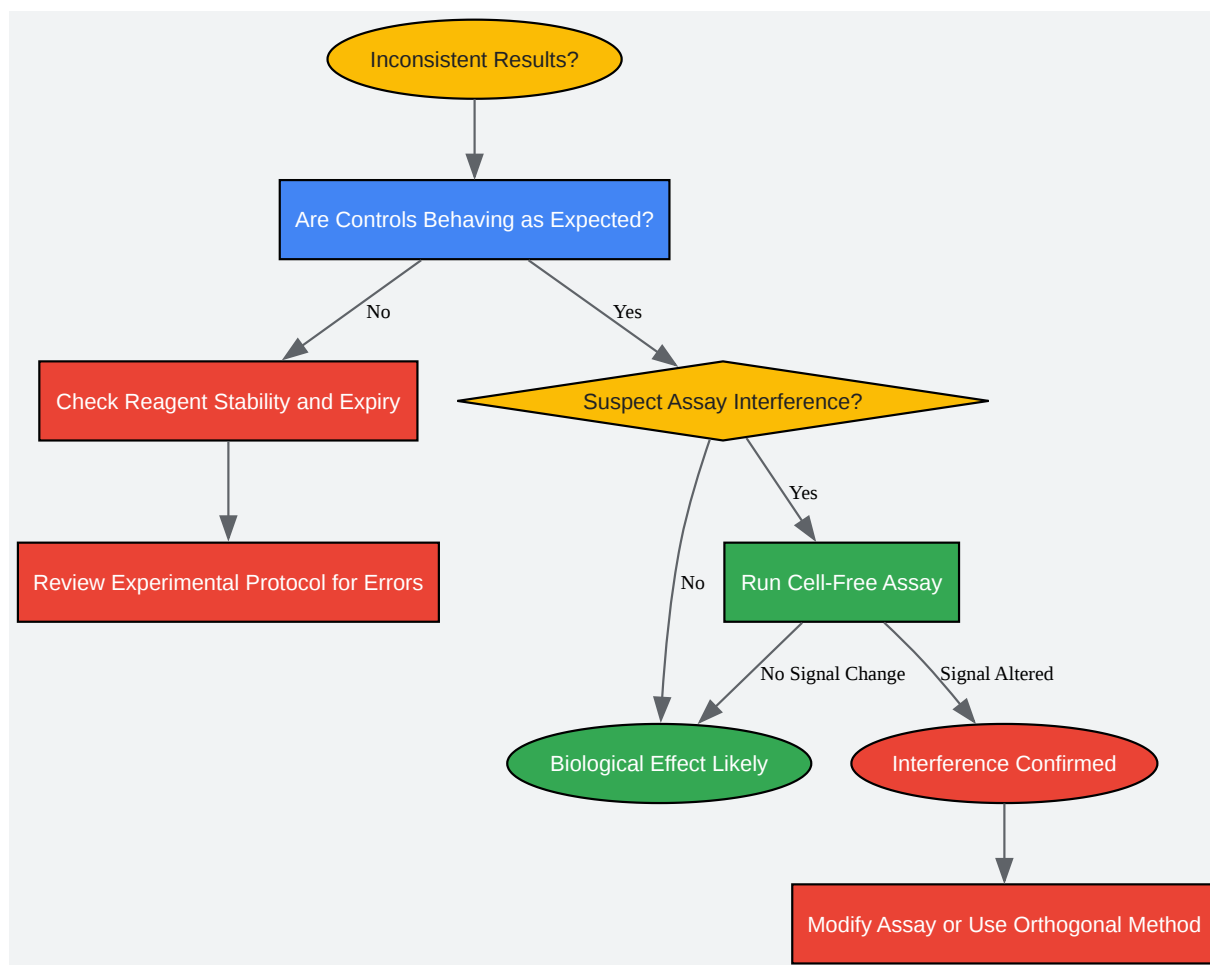 Inconsistent Results?
Are Controls Behaving as Expected?
No
Yes
Check Reagent Stability and Expiry
Suspect Assay Interference?
Yes
Review Experimental Protocol for Errors
No
Run Cell-Free Assay
No Signal Change
Signal Altered
Biological Effect Likely
Interference Confirmed
Modify Assay or Use Orthogonal Method